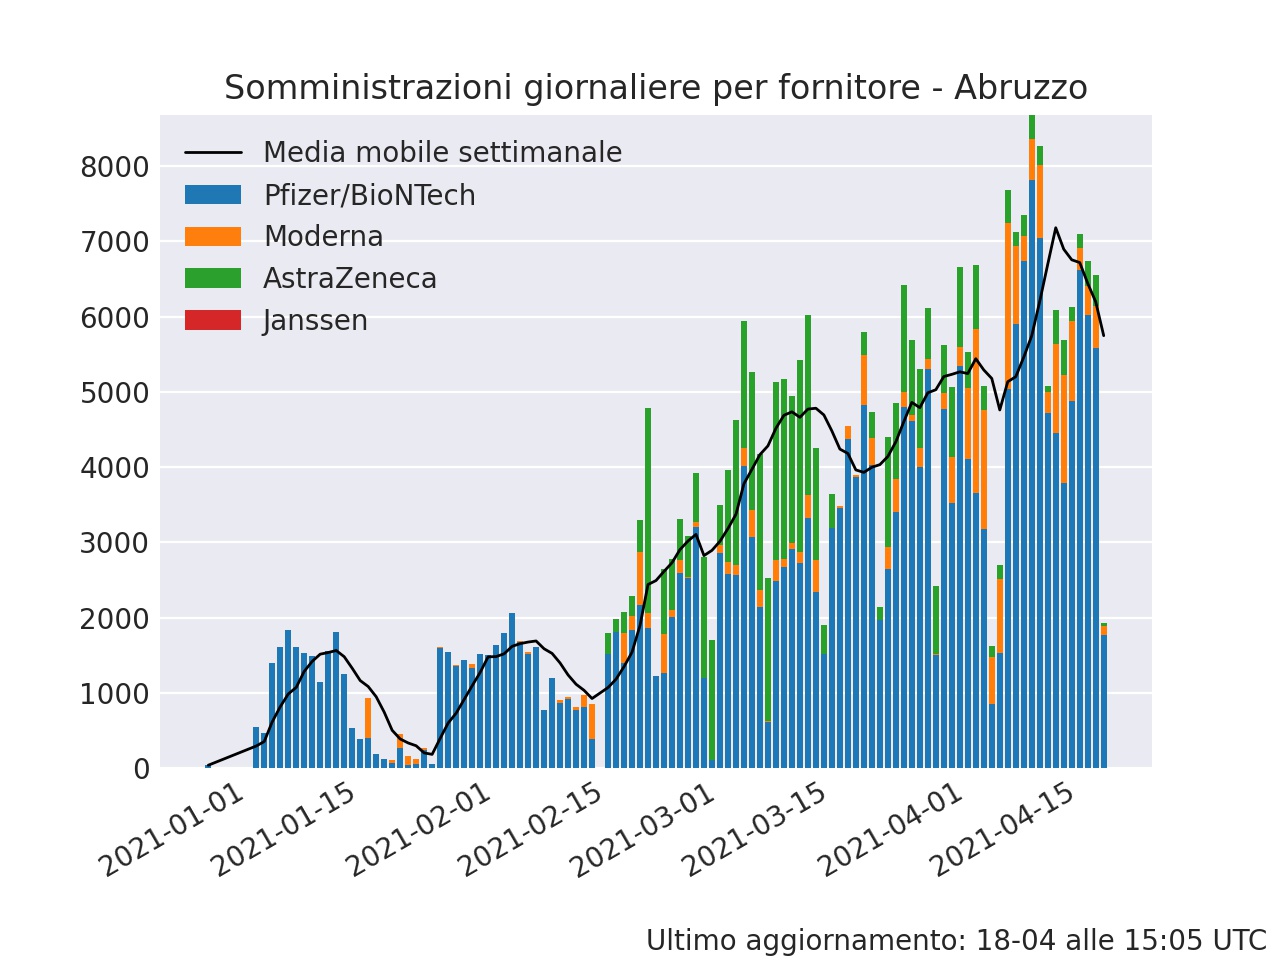 Somministrazioni giornaliere per fornitore - Abruzzo
Media mobile settimanale
Pfizer/BioNTech
Moderna
AstraZeneca
Janssen
8000
7000
6000
5000
4000
3000
2000
1000
0
2021-01-01
2021-01-15
2021-02-01
2021-02-15
2021-03-01
2021-03-15
2021-04-01
2021-04-15
Ultimo aggiornamento: 18-04 alle 15:05 UTC